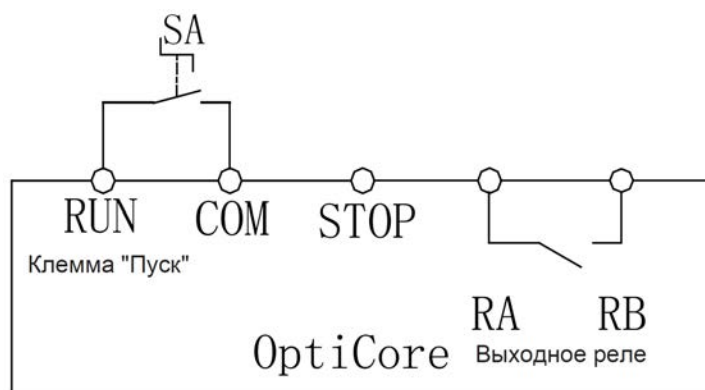 SA
RUN COM STOP
Клемма "Пуск"
RA RB
OptiCore Выходное реле